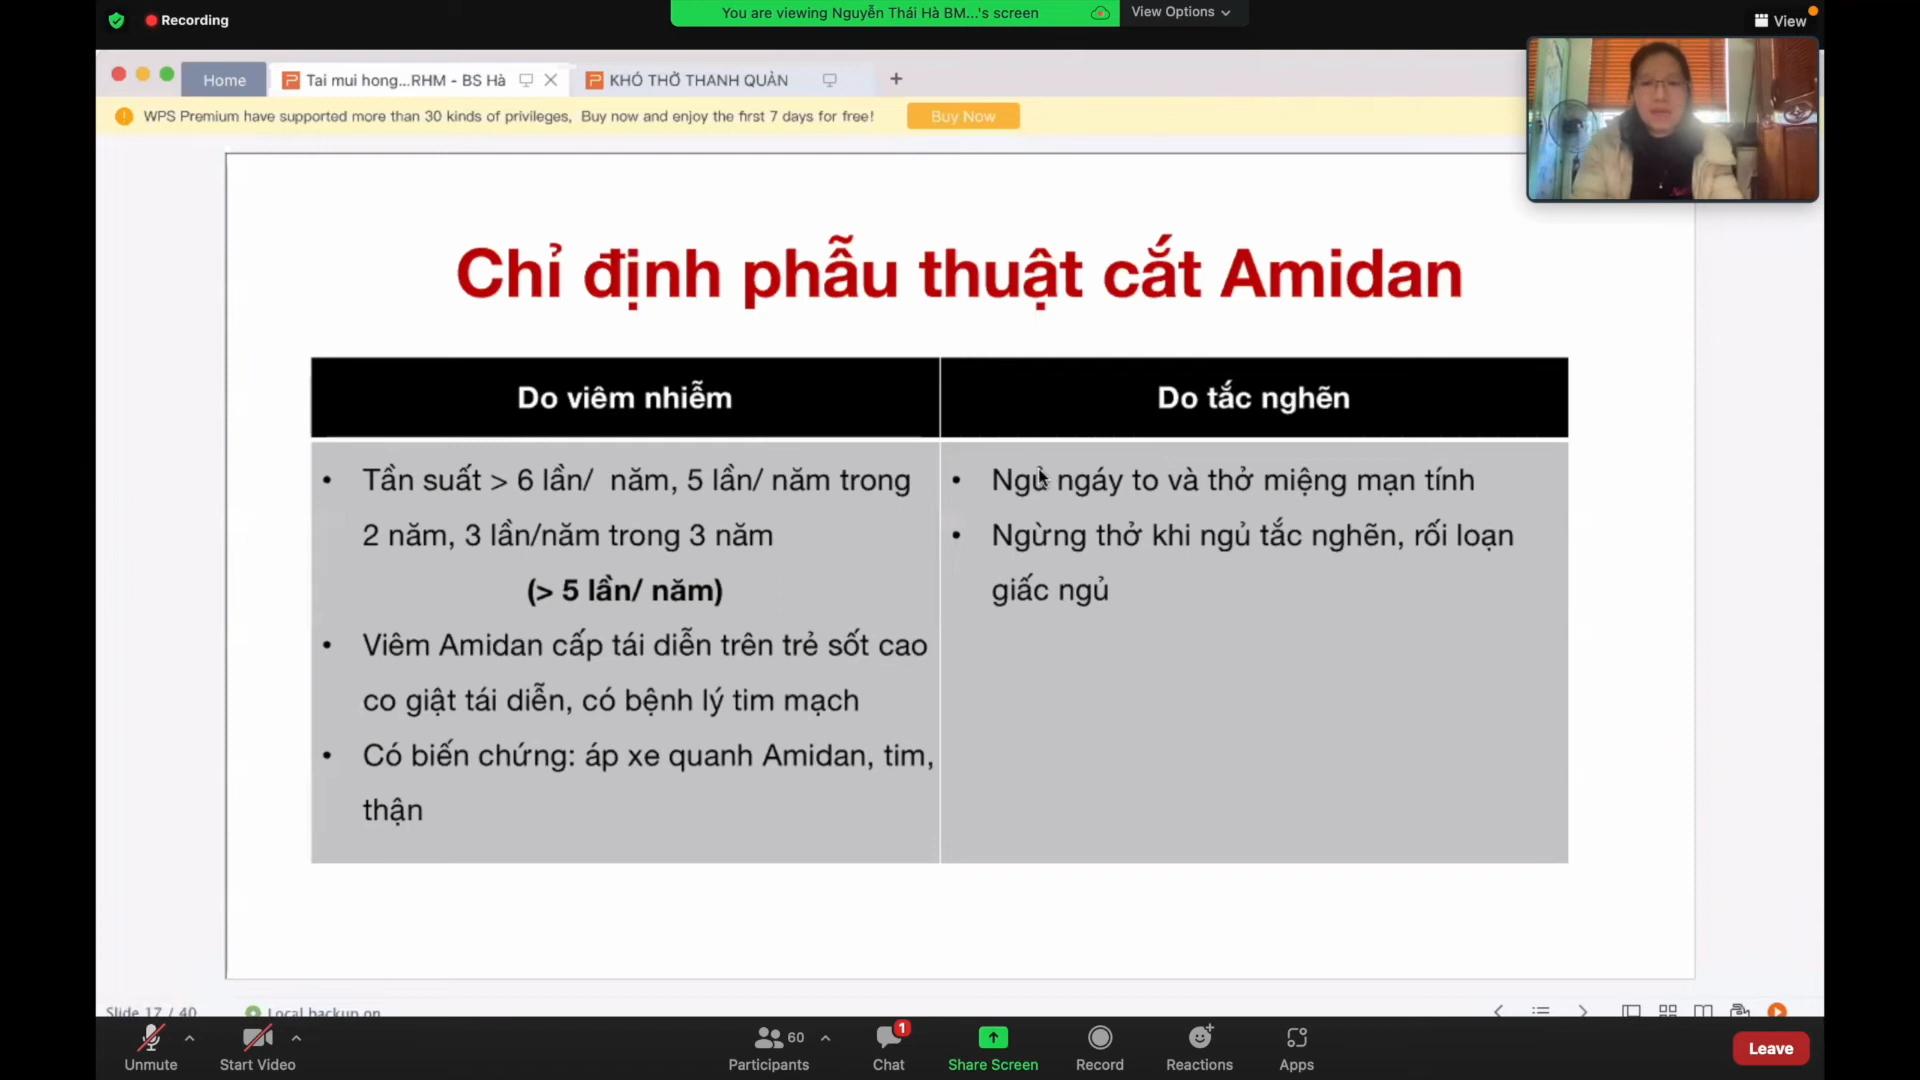 Recording
You are viewing Nguyễn Thái Hà BM...'s screen
View Options
View
Home
Tai mui hong...RHM - BS Hà
KHÓ THỞ THANH QUẢN
WPS Premium have supported more than 30 kinds of privileges, Buy now and enjoy the first 7 days for free!
Buy Now
Chỉ định phẫu thuật cắt Amidan
Do viêm nhiễm
• Tần suất > 6 lần/ năm, 5 lần/ năm trong
2 năm, 3 lần/năm trong 3 năm
(> 5 lần/ năm)
• Viêm Amidan cấp tái diễn trên trẻ sốt cao
co giật tái diễn, có bệnh lý tim mạch
• Có biến chứng: áp xe quanh Amidan, tim,
thận
Do tắc nghẽn
• Ngủ ngáy to và thở miệng mạn tính
• Ngừng thở khi ngủ tắc nghẽn, rối loạn
giấc ngủ
Slide 17 / 40
Local backup on
Unmute
Start Video
60
Participants
1
Chat
Share Screen
Record
Reactions
Apps
Leave